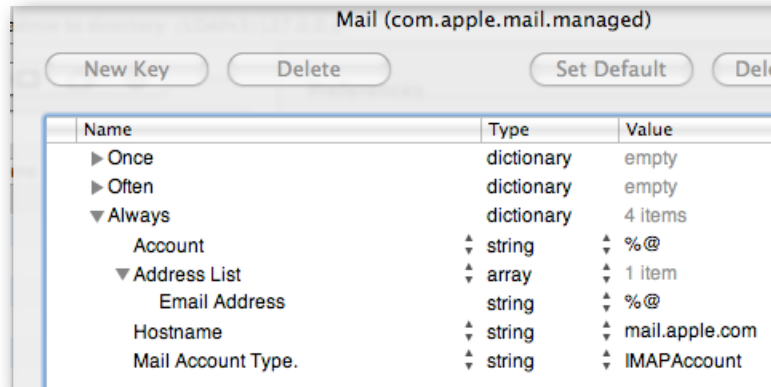 Mail (com.apple.mail.managed)
New Key Delete Set Default Del
Name Type Value
Once dictionary empty
Often dictionary empty
Always dictionary 4 items
Account string %@
Address List array 1 item
Email Address string %@
Hostname string mail.apple.com
Mail Account Type. string IMAPAccount